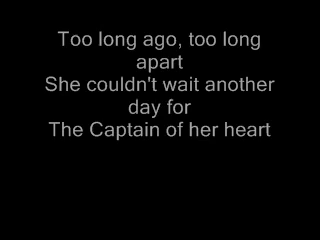 Too long ago, too long
apart
She couldn't wait another
day for
The Captain of her heart